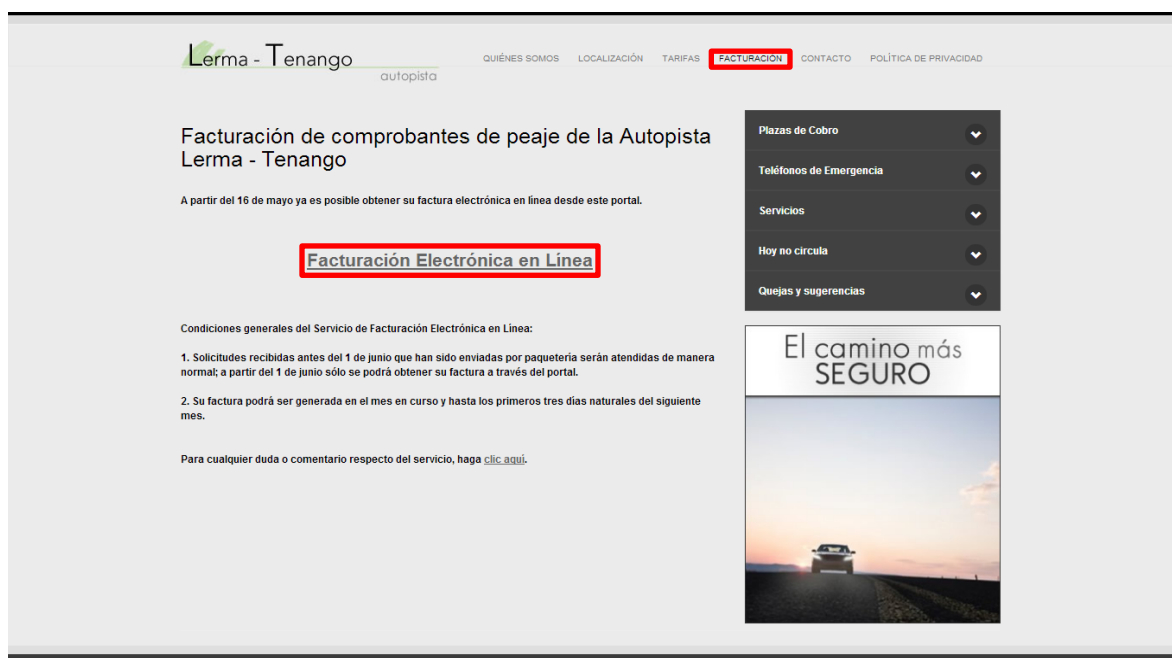 Lerma - Tenango
autopista
QUIÉNES SOMOS LOCALIZACIÓN TARIFAS FACTURACIÓN CONTACTO POLÍTICA DE PRIVACIDAD
Facturación de comprobantes de peaje de la Autopista
Lerma - Tenango
A partir del 16 de mayo ya es posible obtener su factura electrónica en línea desde este portal.
Facturación Electrónica en Línea
Condiciones generales del Servicio de Facturación Electrónica en Línea:
1. Solicitudes recibidas antes del 1 de junio que han sido enviadas por paquetería serán atendidas de manera
normal; a partir del 1 de junio sólo se podrá obtener su factura a través del portal.
2. Su factura podrá ser generada en el mes en curso y hasta los primeros tres días naturales del siguiente
mes.
Para cualquier duda o comentario respecto del servicio, haga clic aquí.
Plazas de Cobro
Teléfonos de Emergencia
Servicios
Hoy no circula
Quejas y sugerencias
El camino más
SEGURO